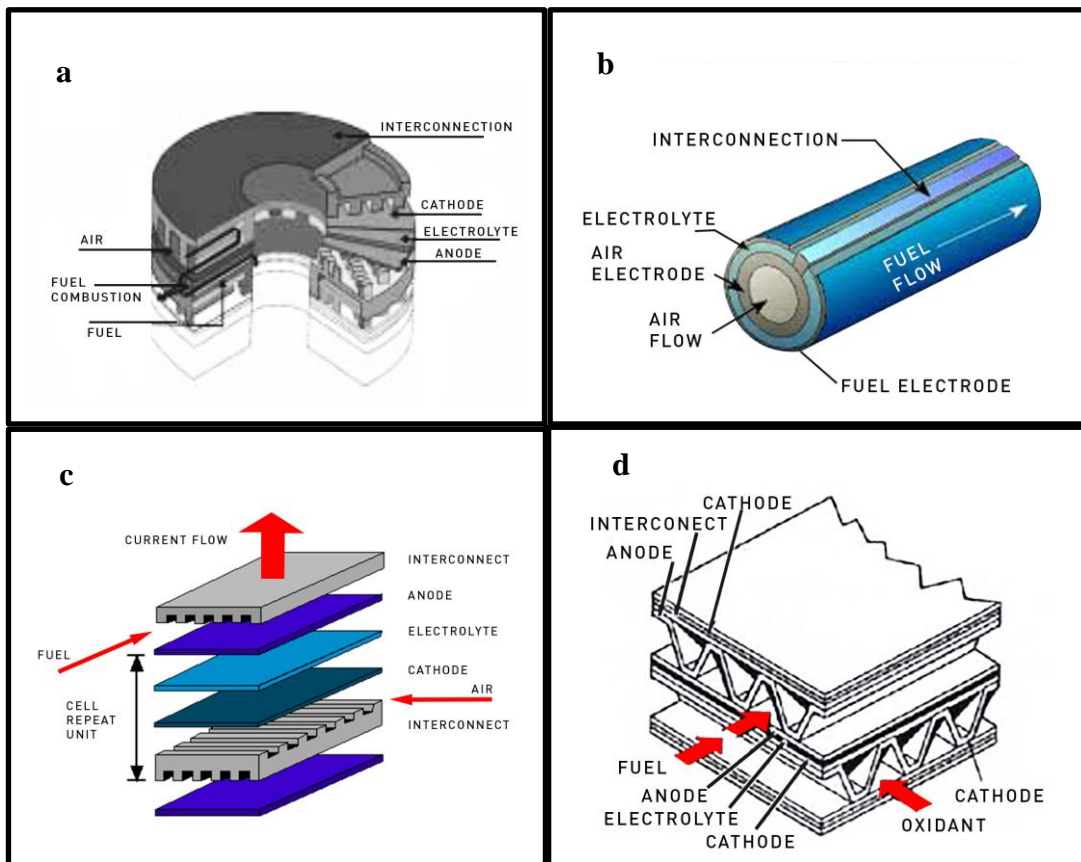 a
INTERCONNECTION
CATHODE
ELECTROLYTE
ANODE
AIR
FUEL
COMBUSTION
FUEL
b
INTERCONNECTION
ELECTROLYTE
AIR
ELECTRODE
AIR
FLOW
FUEL
FLOW
FUEL ELECTRODE
c
CURRENT FLOW
INTERCONNECT
ANODE
ELECTROLYTE
FUEL
CATHODE
AIR
INTERCONNECT
CELL
REPEAT
UNIT
d
CATHODE
INTERCONECT
ANODE
FUEL
ANODE
ELECTROLYTE
CATHODE
CATHODE
OXIDANT